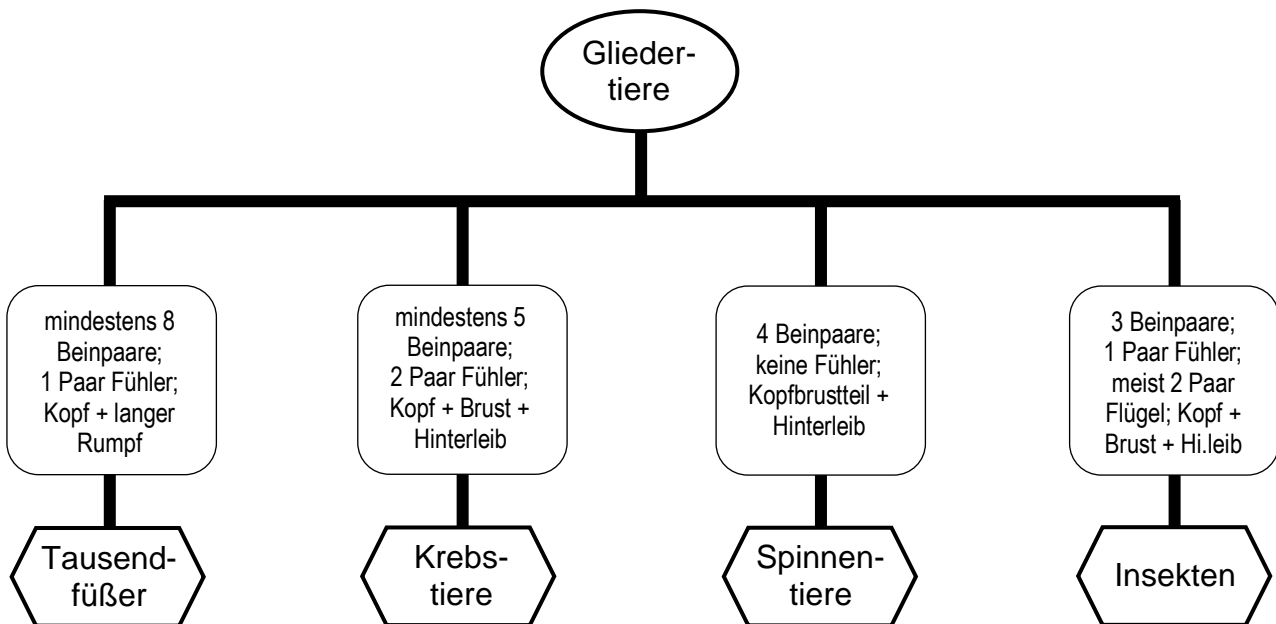 Glieder-
tiere
mindestens 8
Beinpaare;
1 Paar Fühler;
Kopf + langer
Rumpf
mindestens 5
Beinpaare;
2 Paar Fühler;
Kopf + Brust +
Hinterleib
4 Beinpaare;
keine Fühler;
Kopfbrustteil +
Hinterleib
3 Beinpaare;
1 Paar Fühler;
meist 2 Paar
Flügel; Kopf +
Brust + Hi.leib
Tausend-
füßer
Krebs-
tiere
Spinnen-
tiere
Insekten